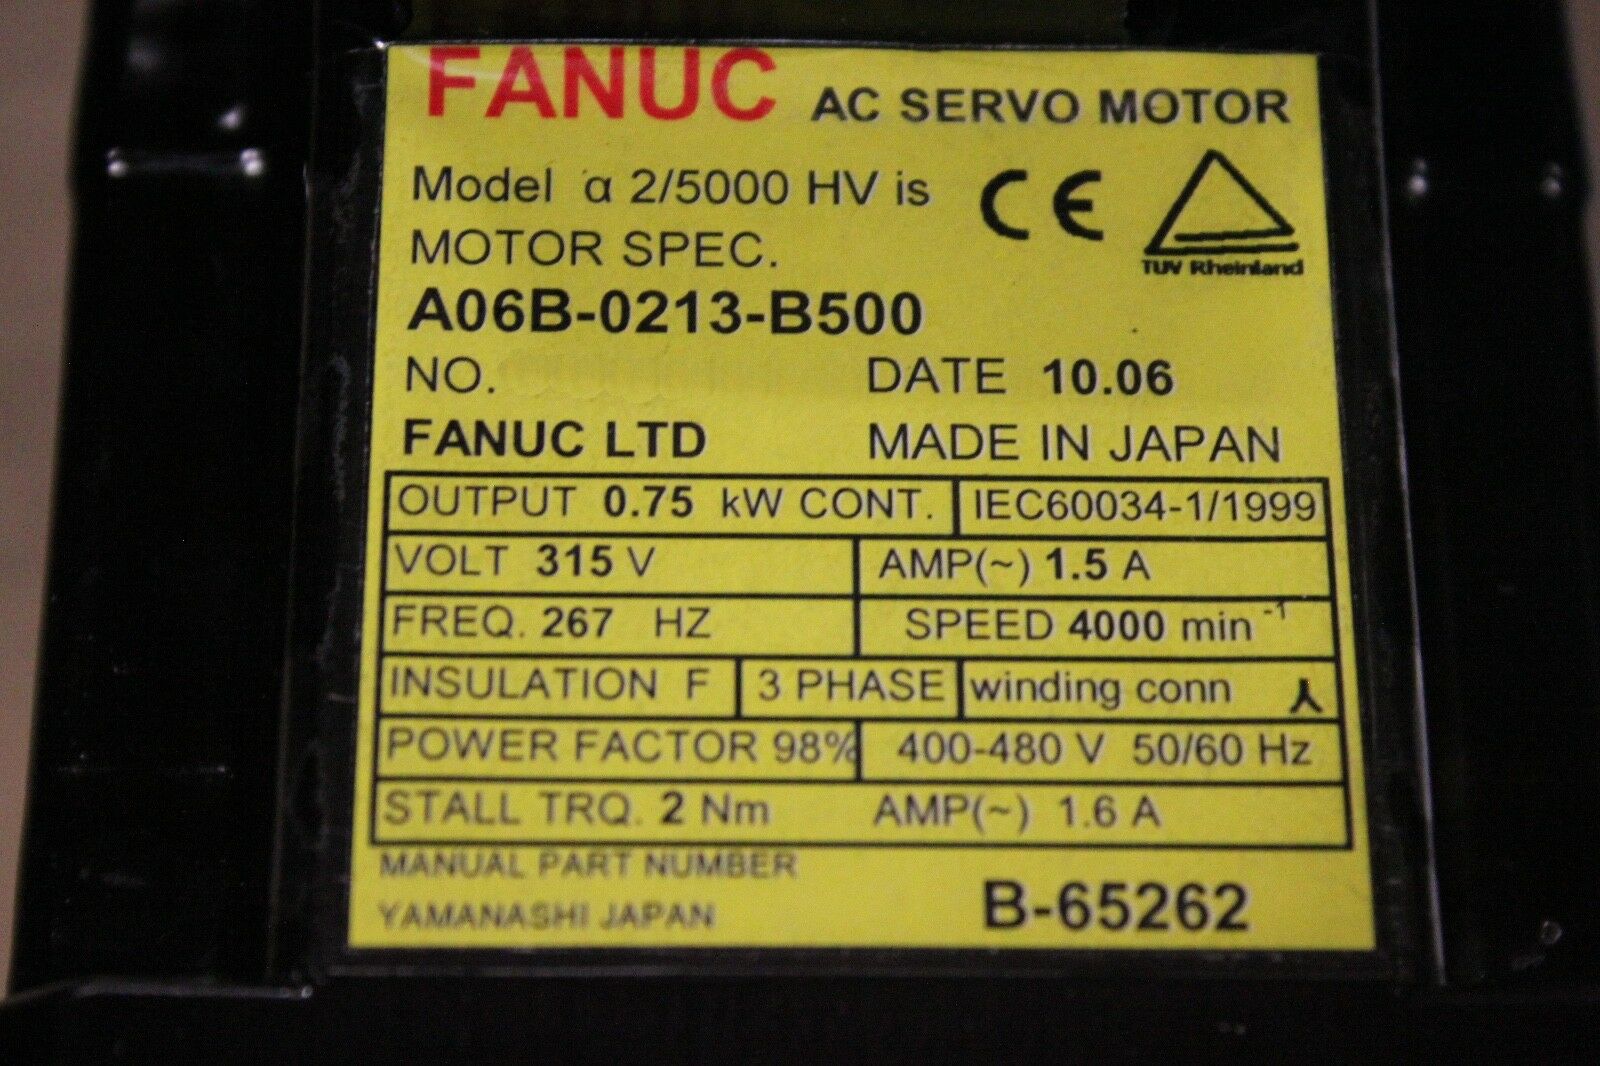 FANUC AC SERVO MOTOR
Model α 2/5000 HV is
CE
TUV Rheinland
MOTOR SPEC.
A06B-0213-B500
NO. DATE 10.06
FANUC LTD MADE IN JAPAN
OUTPUT 0.75 kW CONT. IEC60034-1/1999
VOLT 315 V AMP(~) 1.5 A
FREQ. 267 HZ SPEED 4000 min⁻¹
INSULATION F 3 PHASE winding conn
POWER FACTOR 98% 400-480 V 50/60 Hz
STALL TRQ. 2 Nm AMP(~) 1.6 A
MANUAL PART NUMBER
YAMANASHI JAPAN B-65262